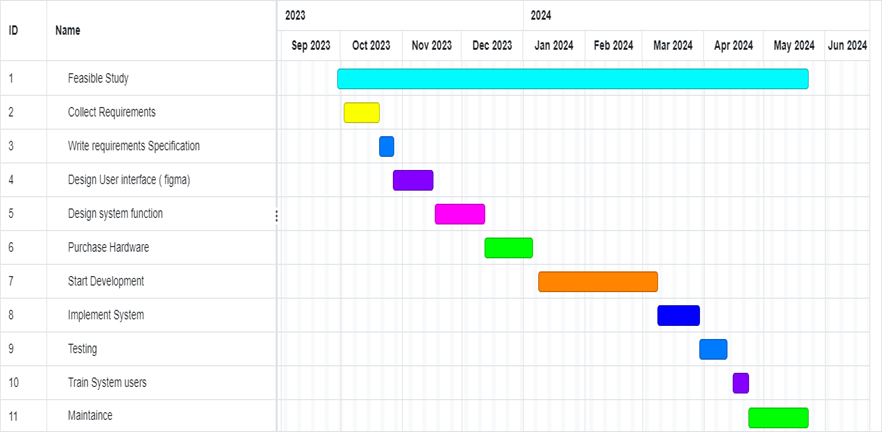 2023 2024
ID Name
Sep 2023 Oct 2023 Nov 2023 Dec 2023 Jan 2024 Feb 2024 Mar 2024 Apr 2024 May 2024 Jun 2024
1 Feasible Study
2 Collect Requirements
3 Write requirements Specification
4 Design User interface ( figma)
5 Design system function
6 Purchase Hardware
7 Start Development
8 Implement System
9 Testing
10 Train System users
11 Maintaince